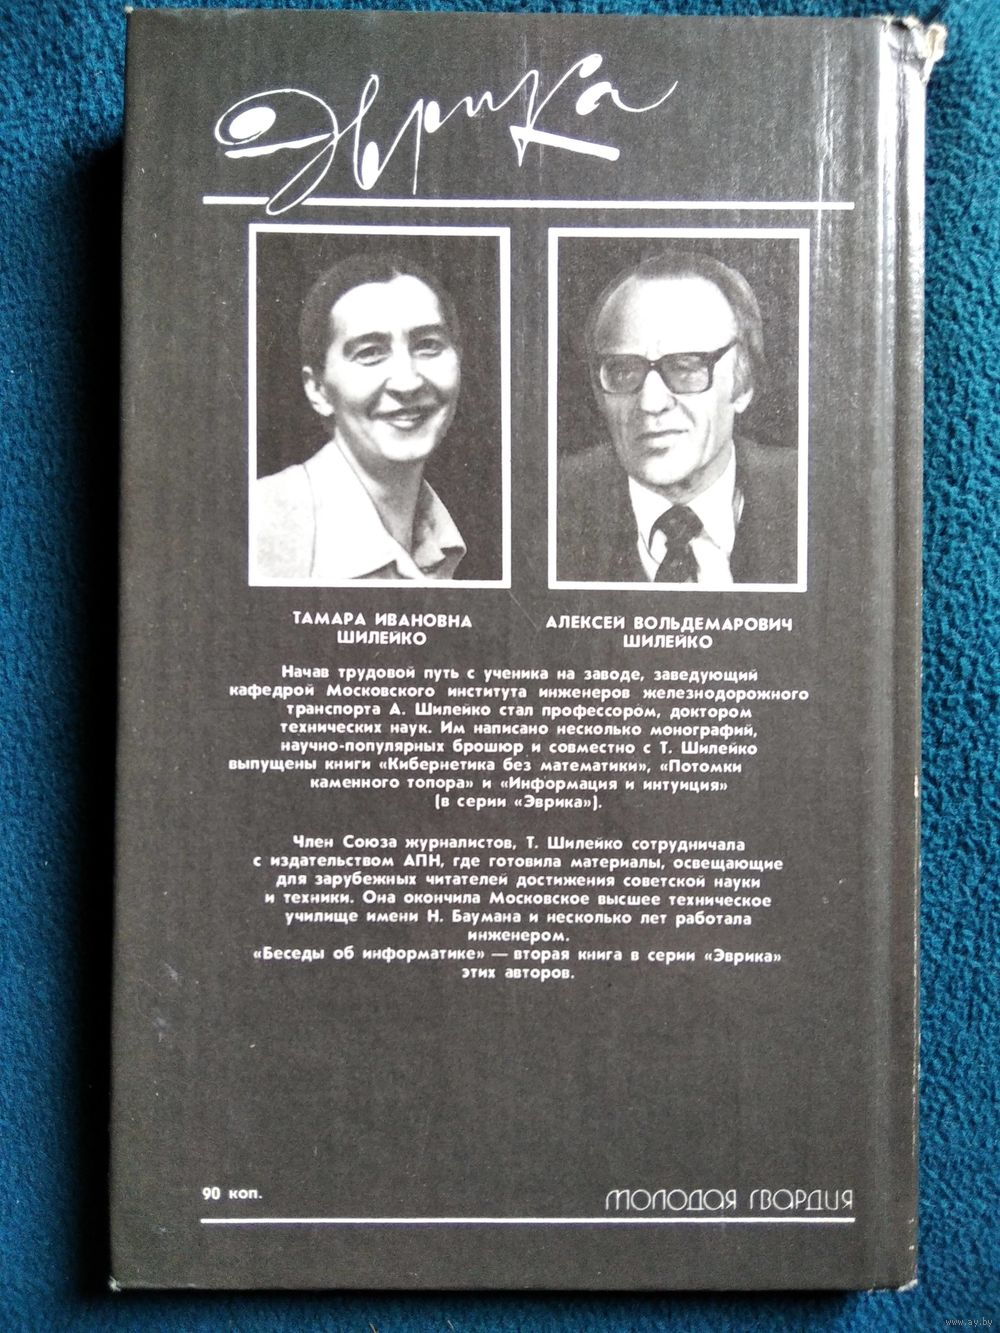 Эврика
ТАМАРА ИВАНОВНА
ШИЛЕЙКО
АЛЕКСЕЙ ВОЛЬДЕМАРОВИЧ
ШИЛЕЙКО
Начав трудовой путь с ученика на заводе, заведующий
кафедрой Московского института инженеров железнодорожного
транспорта А. Шилейко стал профессором, доктором
технических наук. Им написано несколько монографий,
научно-популярных брошюр и совместно с Т. Шилейко
выпущены книги «Кибернетика без математики», «Потомки
каменного топора» и «Информация и интуиция»
(в серии «Эврика»).
Член Союза журналистов, Т. Шилейко сотрудничала
с издательством АПН, где готовила материалы, освещающие
для зарубежных читателей достижения советской науки
и техники. Она окончила Московское высшее техническое
училище имени Н. Баумана и несколько лет работала
инженером.
«Беседы об информатике» — вторая книга в серии «Эврика»
этих авторов.
90 коп.
МОЛОДАЯ ГВАРДИЯ
www.ay.by